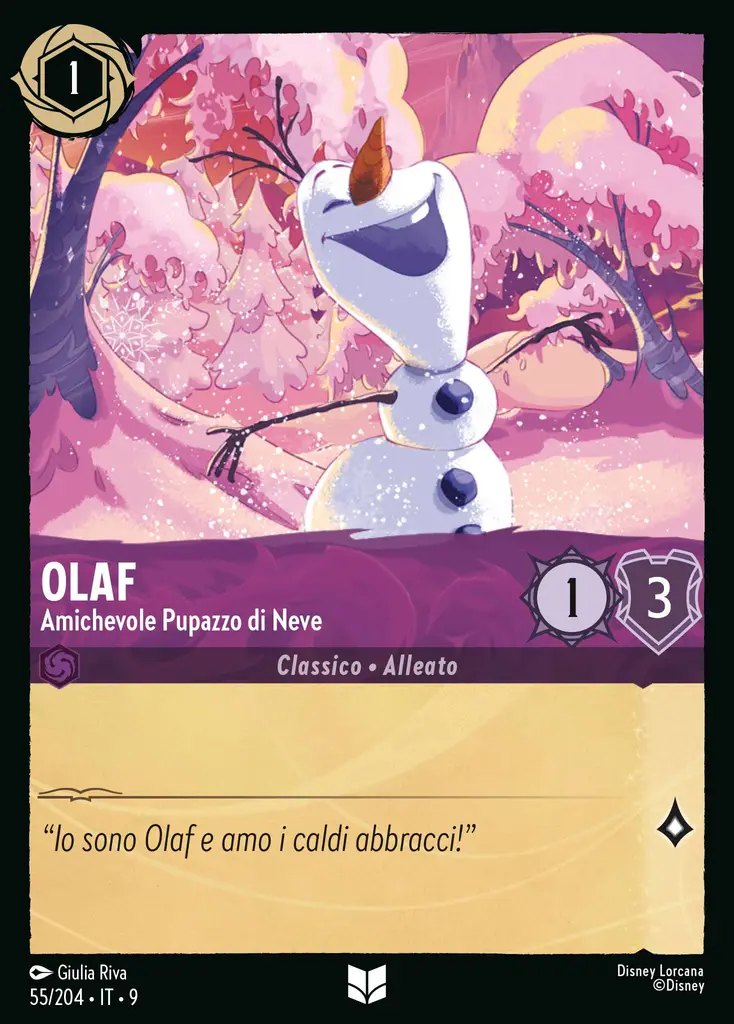 1
OLAF
Amichevole Pupazzo di Neve
1
3
Classico • Alleato
“Io sono Olaf e amo i caldi abbracci!”
Giulia Riva
55/204 • IT • 9
Disney Lorcana
©Disney